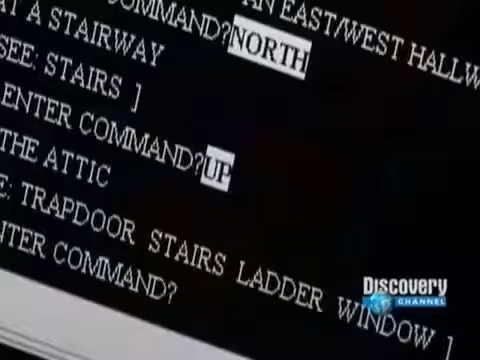 AN EAST/WEST HALLW
COMMAND?NORTH
AT A STAIRWAY
SEE: STAIRS ]
ENTER COMMAND?UP
THE ATTIC
E: TRAPDOOR STAIRS LADDER WINDOW ]
NTER COMMAND?
Discovery
CHANNEL